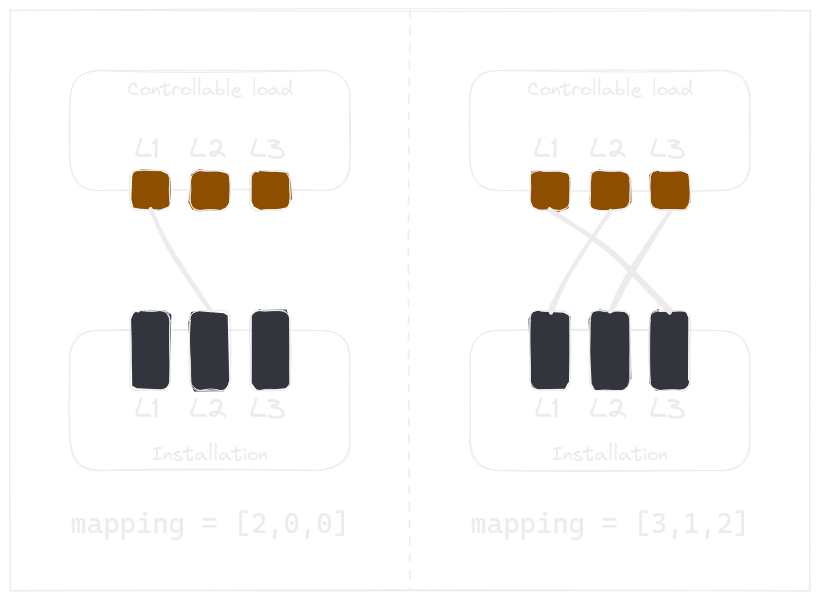 Controllable load
L1 L2 L3
L1 L2 L3
Installation
mapping = [2,0,0]
Controllable load
L1 L2 L3
L1 L2 L3
Installation
mapping = [3,1,2]